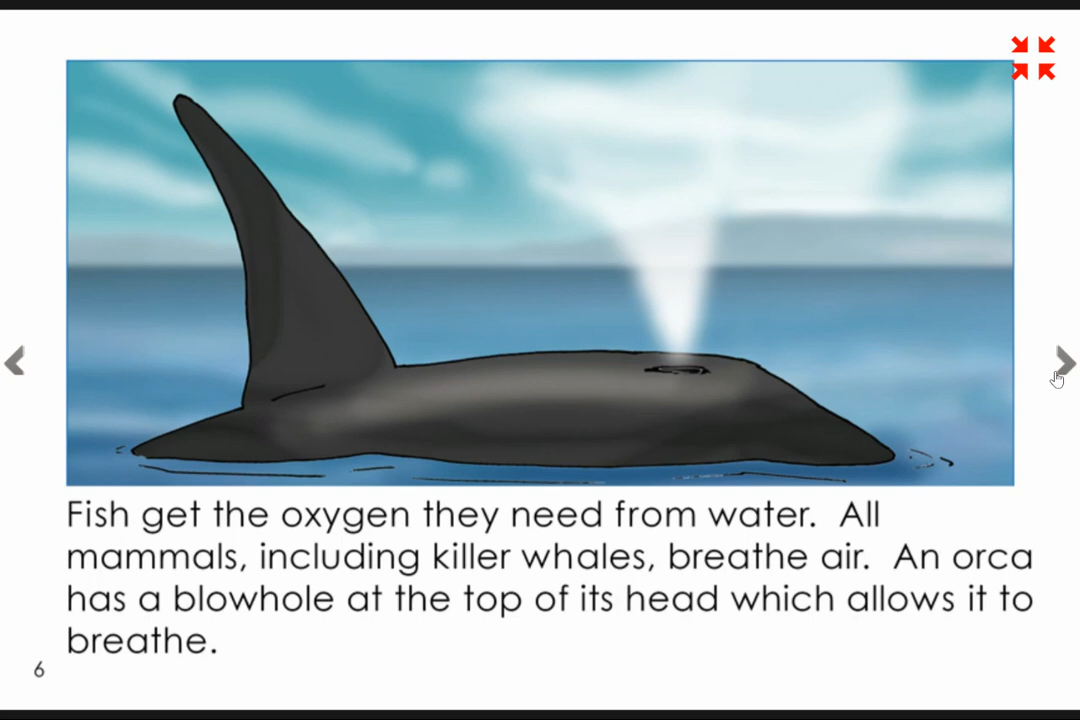 Fish get the oxygen they need from water.  All
mammals, including killer whales, breathe air.  An orca
has a blowhole at the top of its head which allows it to
breathe.
6